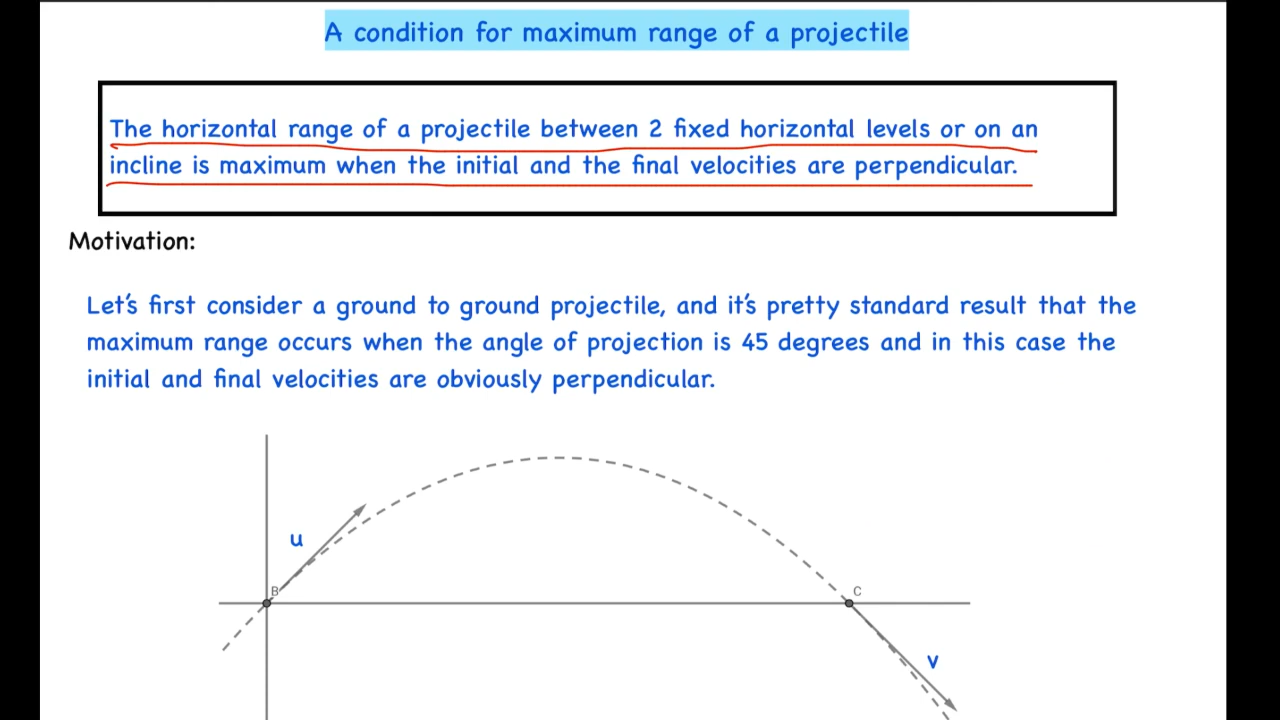 A condition for maximum range of a projectile
The horizontal range of a projectile between 2 fixed horizontal levels or on an
incline is maximum when the initial and the final velocities are perpendicular.
Motivation:
Let's first consider a ground to ground projectile, and it's pretty standard result that the
maximum range occurs when the angle of projection is 45 degrees and in this case the
initial and final velocities are obviously perpendicular.
u
B
C
v